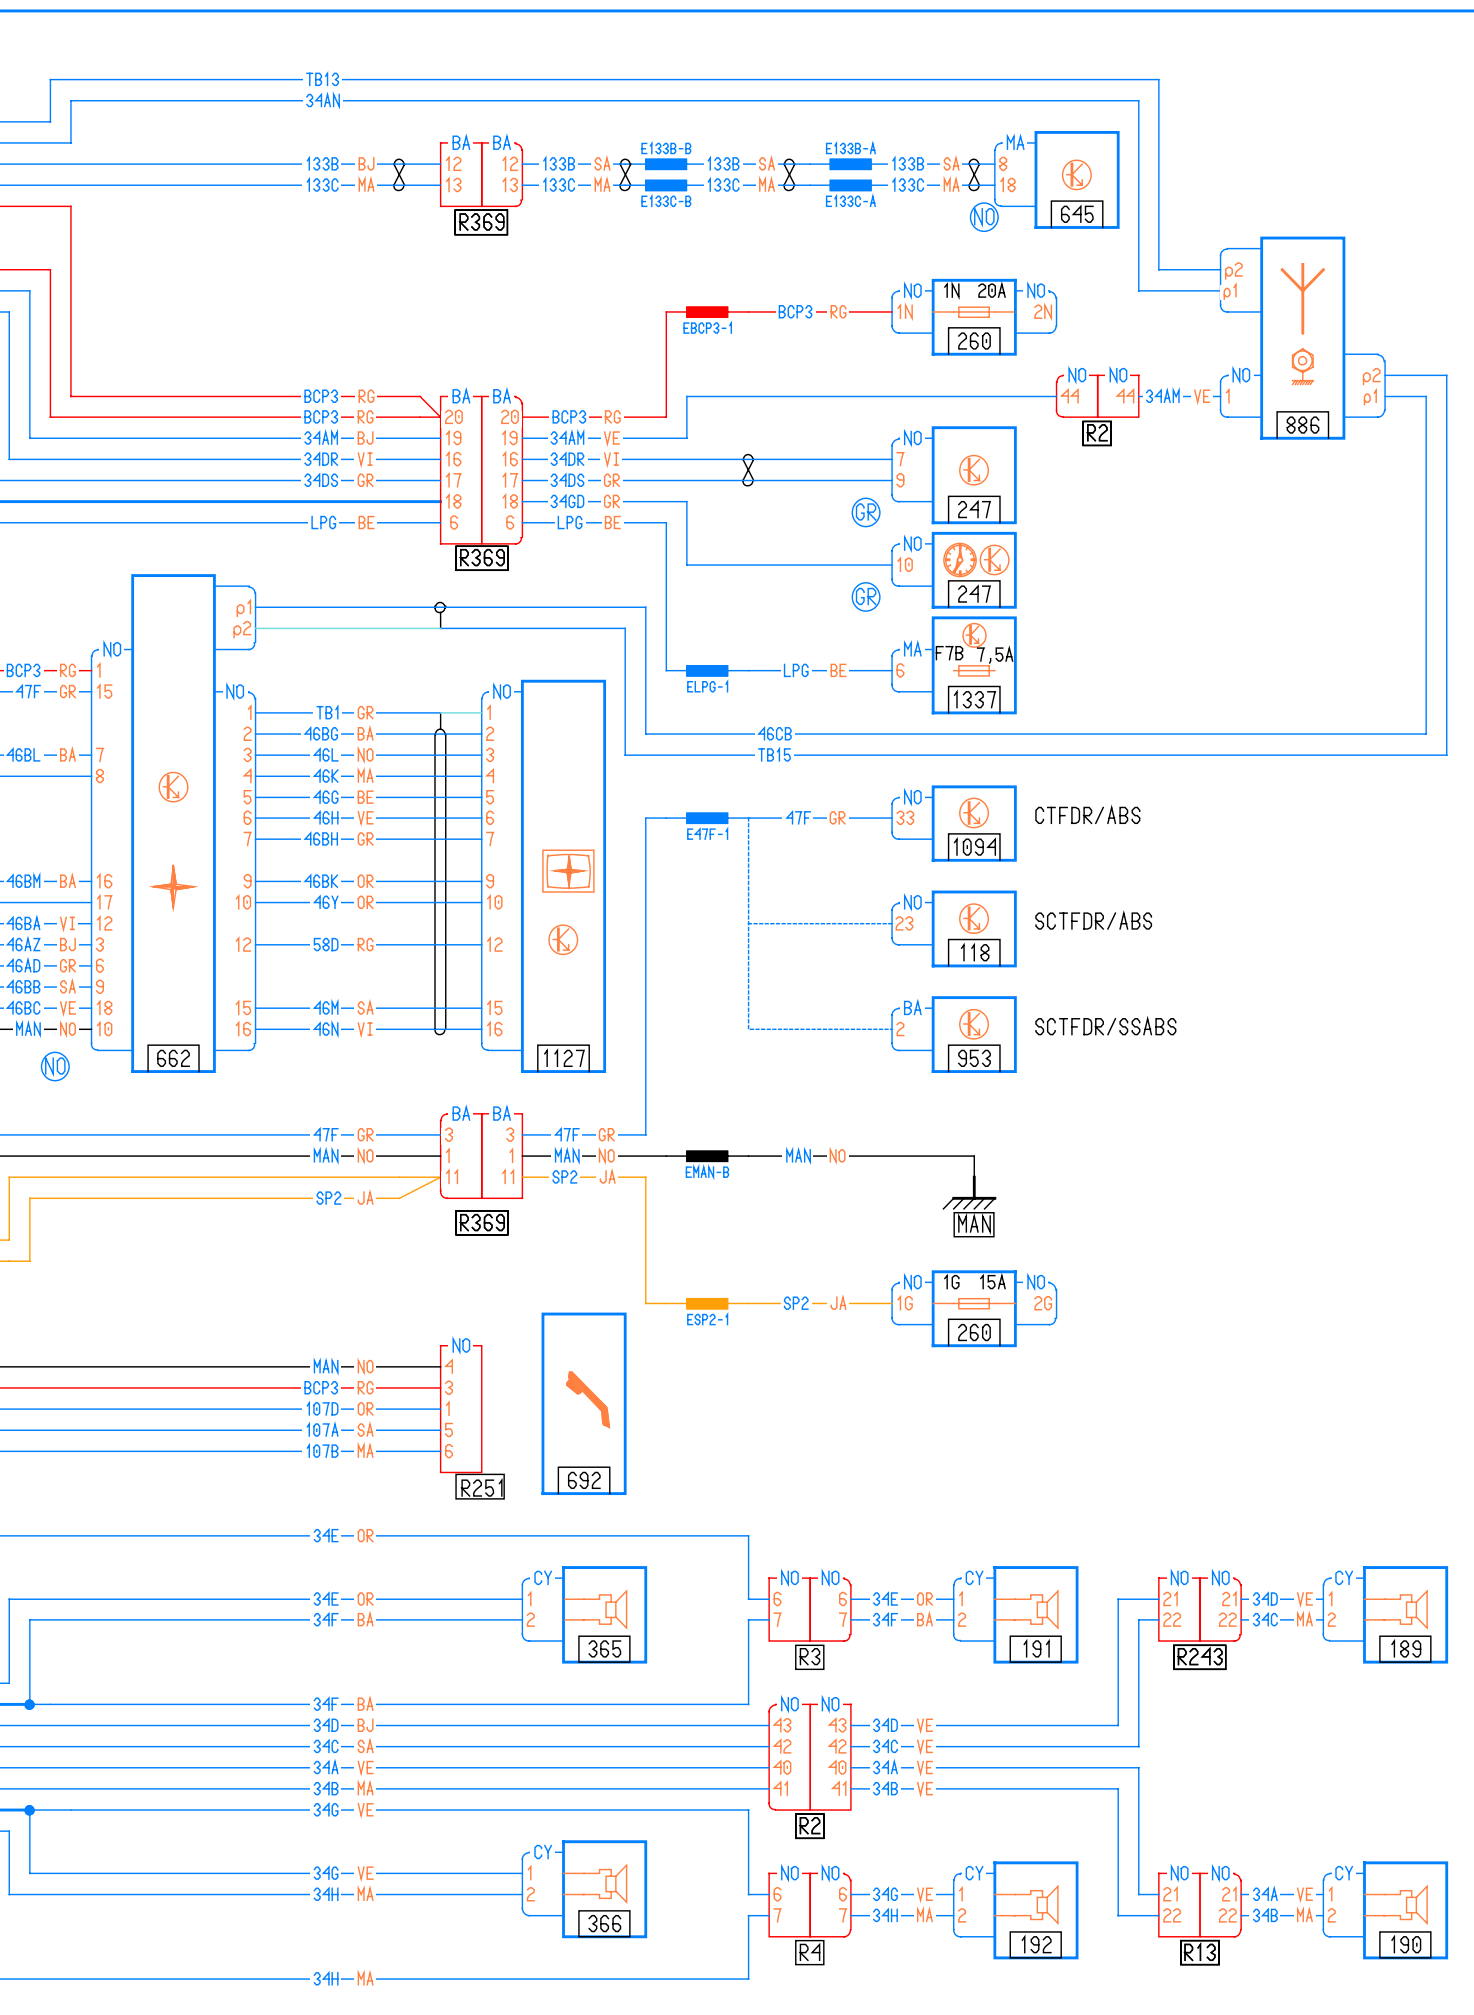 TB13
34AN
BA BA
133B BJ 12 12 133B SA E133B-B 133B SA E133B-A 133B SA MA 8
133C MA 13 13 133C MA E133C-B 133C MA E133C-A 133C MA 18
R369
NO
645
p2
p1
NO 1N 20A NO
EBCP3-1 BCP3 RG 1N 2N
260
NO NO NO p2
44 44 34AM VE 1 p1
R2
886
BA BA
BCP3 RG
BCP3 RG 20 20 BCP3 RG
34AM BJ 19 19 34AM VE
34DR VI 16 16 34DR VI
34DS GR 17 17 34DS GR
18 18 34GD GR
LPG BE 6 6 LPG BE
R369
NO
7
9
GR
247
NO
10
GR
247
p1
p2
MA F7B 7,5A
ELPG-1 LPG BE 6
1337
NO
BCP3 RG 1
47F GR 15
46BL BA 7
8
46BM BA 16
17
46BA VI 12
46AZ BJ 3
46AD GR 6
46BB SA 9
46BC VE 18
MAN NO 10
NO
662
NO NO
1 TB1 GR 1
2 46BG BA 2
3 46L NO 3
4 46K MA 4
5 46G BE 5
6 46H VE 6
7 46BH GR 7
9 46BK OR 9
10 46Y OR 10
12 58D RG 12
15 46M SA 15
16 46N VI 16
1127
46CB
TB15
NO
E47F-1 47F GR 33
1094
CTFDR/ABS
NO
23
118
SCTFDR/ABS
BA
2
953
SCTFDR/SSABS
BA BA
47F GR 3 3 47F GR
MAN NO 1 1 MAN NO EMAN-B MAN NO
11 11 SP2 JA
SP2 JA
R369
MAN
NO 1G 15A NO
ESP2-1 SP2 JA 1G 2G
260
NO
MAN NO 4
BCP3 RG 3
107D OR 1
107A SA 5
107B MA 6
R251
692
34E OR
CY NO NO CY NO NO CY
34E OR 1 6 6 34E OR 1 21 21 34D VE 1
34F BA 2 7 7 34F BA 2 22 22 34C MA 2
365 R3 191 R243 189
34F BA NO NO
34D BJ 43 43 34D VE
34C SA 42 42 34C VE
34A VE 40 40 34A VE
34B MA 41 41 34B VE
34G VE
R2
CY NO NO CY NO NO CY
34G VE 1
34H MA 2 6 6 34G VE 1 21 21 34A VE 1
7 7 34H MA 2 22 22 34B MA 2
366 R4 192 R13 190
34H MA